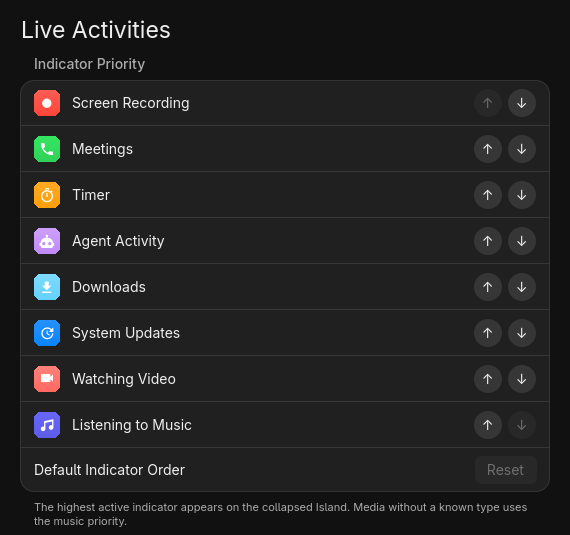 Live Activities
Indicator Priority
Screen Recording
Meetings
Timer
Agent Activity
Downloads
System Updates
Watching Video
Listening to Music
Default Indicator Order Reset
The highest active indicator appears on the collapsed Island. Media without a known type uses
the music priority.